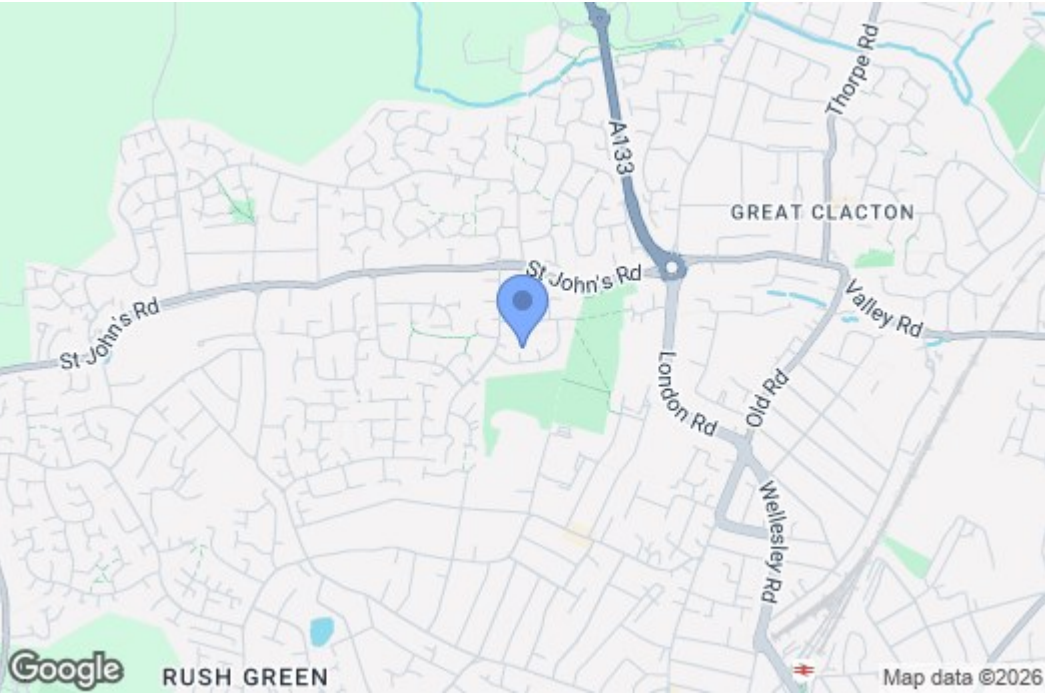 Thorpe Rd
A133
GREAT CLACTON
St John's Rd
St John's Rd
Valley Rd
London Rd
Old Rd
Wellesley Rd
Google
RUSH GREEN
Map data ©2026